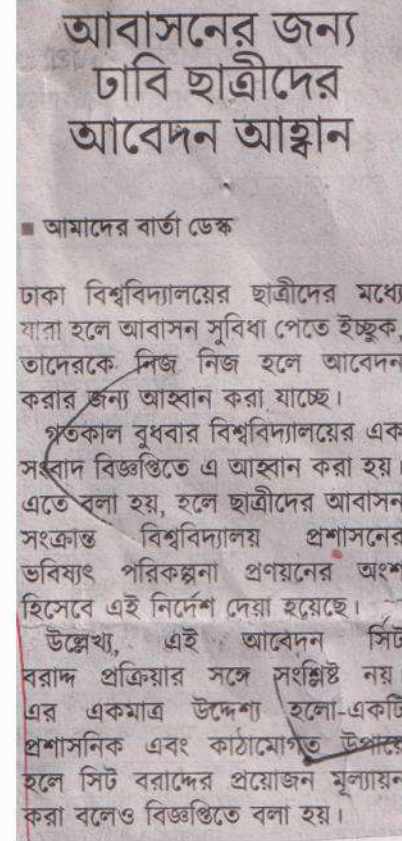 আবাসনের জন্য
ঢাবি ছাত্রীদের
আবেদন আহ্বান
■ আমাদের বার্তা ডেস্ক
ঢাকা বিশ্ববিদ্যালয়ের ছাত্রীদের মধ্যে
যারা হলে আবাসন সুবিধা পেতে ইচ্ছুক,
তাদেরকে নিজ নিজ হলে আবেদন
করার জন্য আহ্বান করা যাচ্ছে।
গতকাল বুধবার বিশ্ববিদ্যালয়ের এক
সংবাদ বিজ্ঞপ্তিতে এ আহ্বান করা হয়।
এতে বলা হয়, হলে ছাত্রীদের আবাসন
সংক্রান্ত বিশ্ববিদ্যালয় প্রশাসনের
ভবিষ্যৎ পরিকল্পনা প্রণয়নের অংশ
হিসেবে এই নির্দেশ দেয়া হয়েছে।
উল্লেখ্য, এই আবেদন সিট
বরাদ্দ প্রক্রিয়ার সঙ্গে সংশ্লিষ্ট নয়।
এর একমাত্র উদ্দেশ্য হলো-একটি
প্রশাসনিক এবং কাঠামোগত উপায়ে
হলে সিট বরাদ্দের প্রয়োজন মূল্যায়ন
করা বলেও বিজ্ঞপ্তিতে বলা হয়।